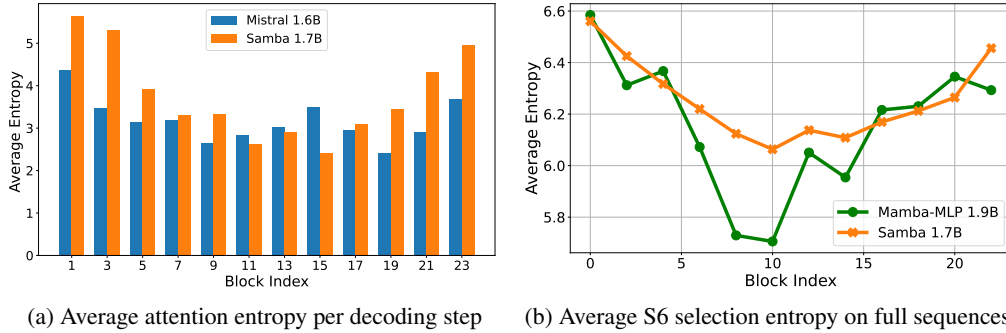 Mistral 1.6B
Samba 1.7B
Average Entropy
5
4
3
2
1
0
1 3 5 7 9 11 13 15 17 19 21 23
Block Index
(a) Average attention entropy per decoding step
6.6
6.4
6.2
6.0
5.8
Average Entropy
Mamba-MLP 1.9B
Samba 1.7B
0 5 10 15 20
Block Index
(b) Average S6 selection entropy on full sequences